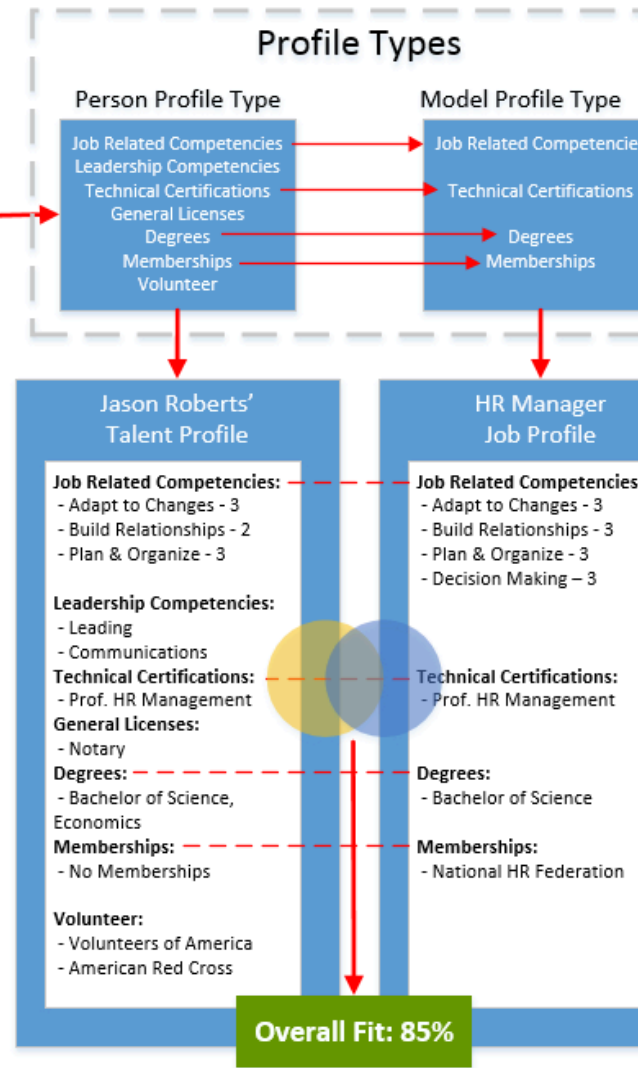 Profile Types
Person Profile Type
Job Related Competencies
Leadership Competencies
Technical Certifications
General Licenses
Degrees
Memberships
Volunteer
Model Profile Type
Job Related Competencie
Technical Certifications
Degrees
Memberships
Jason Roberts’
Talent Profile
Job Related Competencies:
- Adapt to Changes - 3
- Build Relationships - 2
- Plan & Organize - 3
Leadership Competencies:
- Leading
- Communications
Technical Certifications:
- Prof. HR Management
General Licenses:
- Notary
Degrees:
- Bachelor of Science,
Economics
Memberships:
- No Memberships
Volunteer:
- Volunteers of America
- American Red Cross
HR Manager
Job Profile
Job Related Competencies
- Adapt to Changes - 3
- Build Relationships - 3
- Plan & Organize - 3
- Decision Making – 3
Technical Certifications:
- Prof. HR Management
Degrees:
- Bachelor of Science
Memberships:
- National HR Federation
Overall Fit: 85%